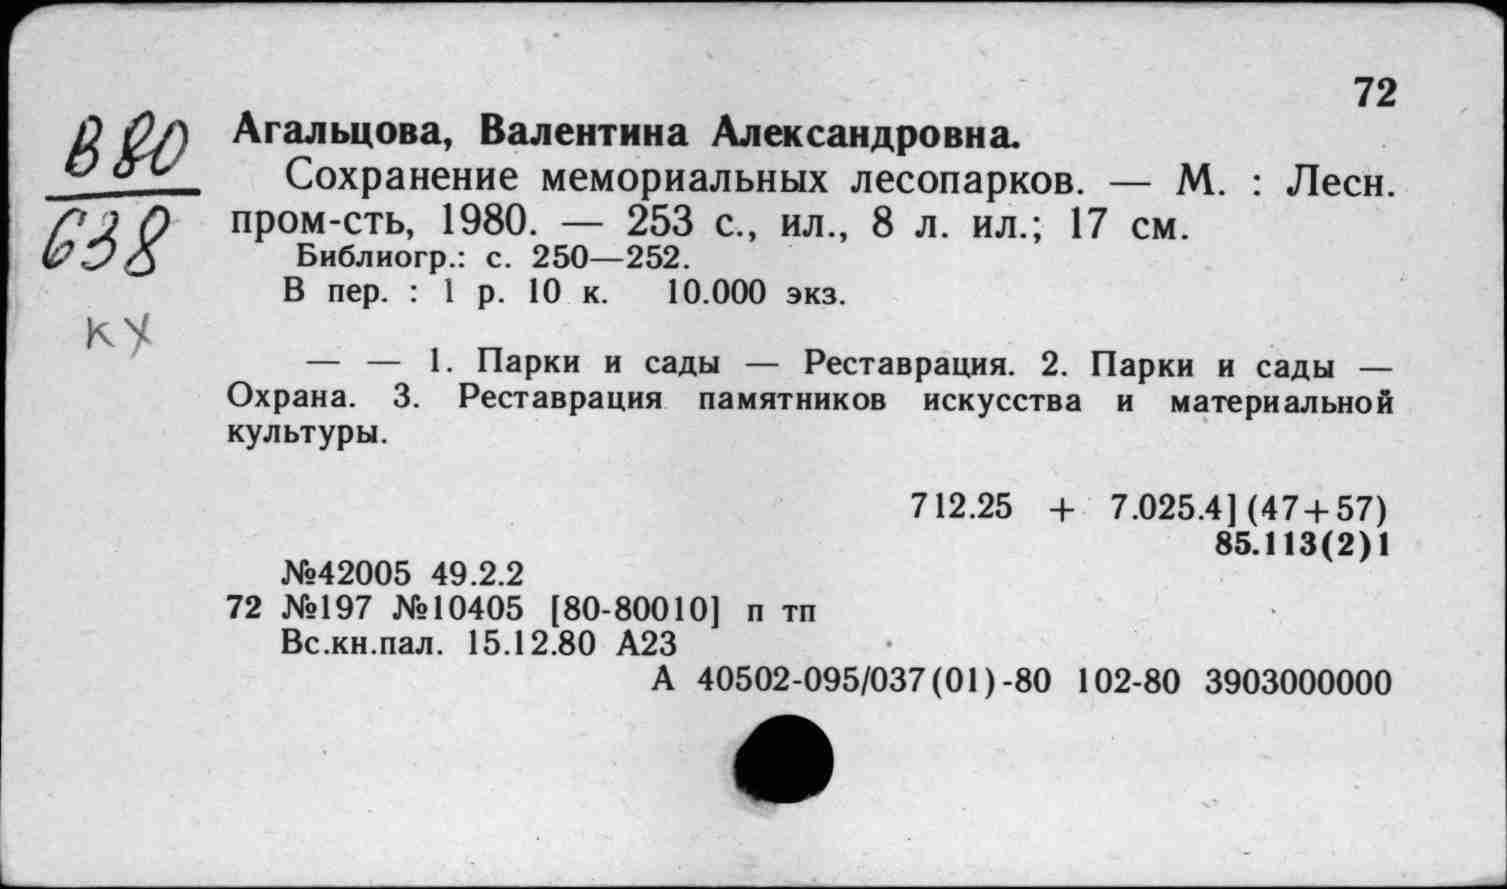 72
В 80
638
кх
Агальцова, Валентина Александровна.
Сохранение мемориальных лесопарков. — М. : Лесн.
пром-сть, 1980. — 253 с., ил., 8 л. ил.; 17 см.
Библиогр.: с. 250—252.
В пер. : 1 р. 10 к. 10.000 экз.
— — 1. Парки и сады — Реставрация. 2. Парки и сады —
Охрана. 3. Реставрация памятников искусства и материальной
культуры.
712.25 + 7.025.4] (47+57)
85.113(2)1
№42005 49.2.2
72 №197 №10405 [80-80010] п тп
Вс.кн.пал. 15.12.80 А23
А 40502-095/037(01)-80 102-80 3903000000